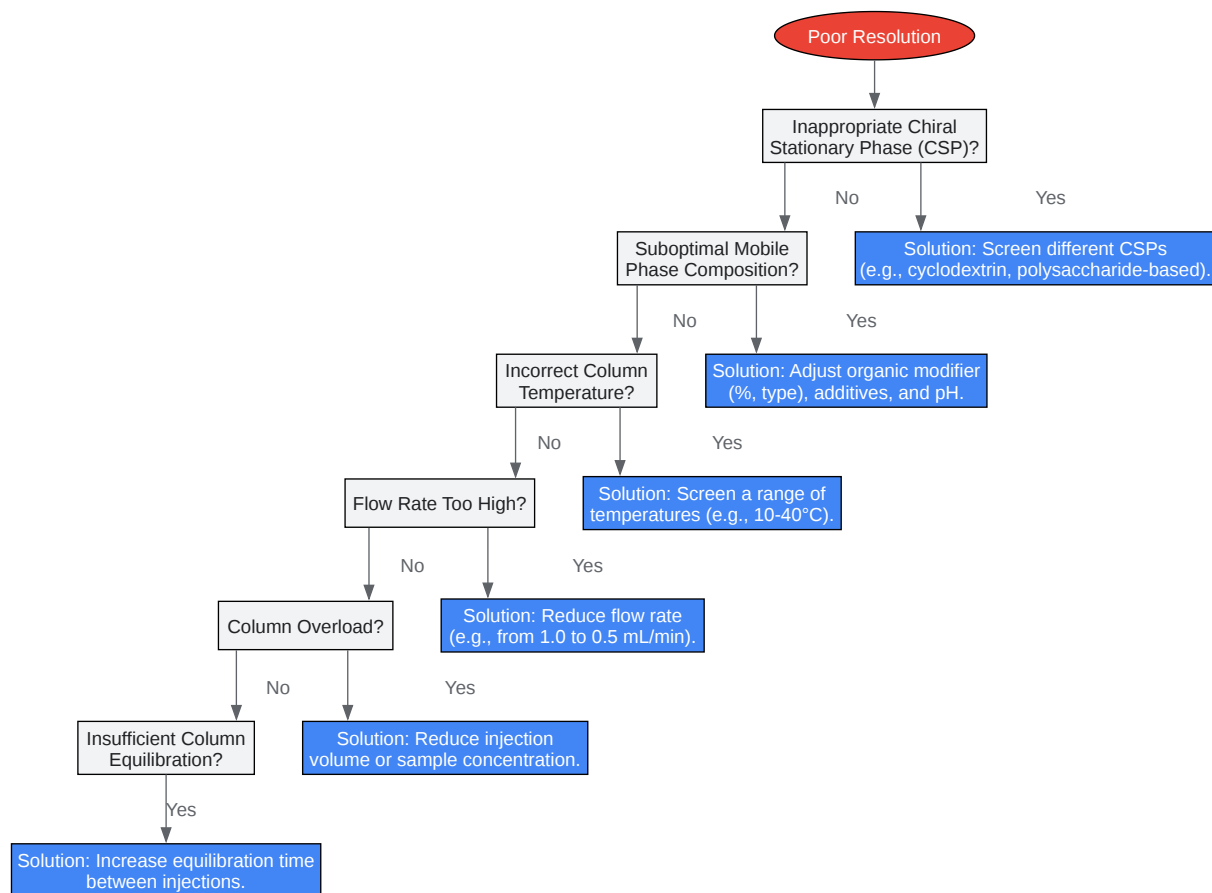 Poor Resolution
Inappropriate Chiral
Stationary Phase (CSP)?
No
Yes
Suboptimal Mobile
Phase Composition?
Solution: Screen different CSPs
(e.g., cyclodextrin, polysaccharide-based).
No
Yes
Incorrect Column
Temperature?
Solution: Adjust organic modifier
(%, type), additives, and pH.
No
Yes
Flow Rate Too High?
Solution: Screen a range of
temperatures (e.g., 10-40°C).
No
Yes
Column Overload?
Solution: Reduce flow rate
(e.g., from 1.0 to 0.5 mL/min).
No
Yes
Insufficient Column
Equilibration?
Solution: Reduce injection
volume or sample concentration.
Yes
Solution: Increase equilibration time
between injections.